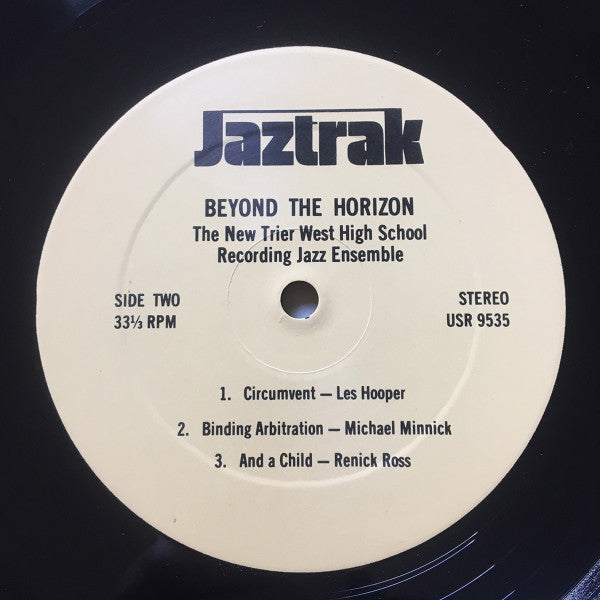 Jaztrak
BEYOND THE HORIZON
The New Trier West High School
Recording Jazz Ensemble
SIDE TWO
33⅓ RPM
STEREO
USR 9535
1. Circumvent — Les Hooper
2. Binding Arbitration — Michael Minnick
3. And a Child — Renick Ross